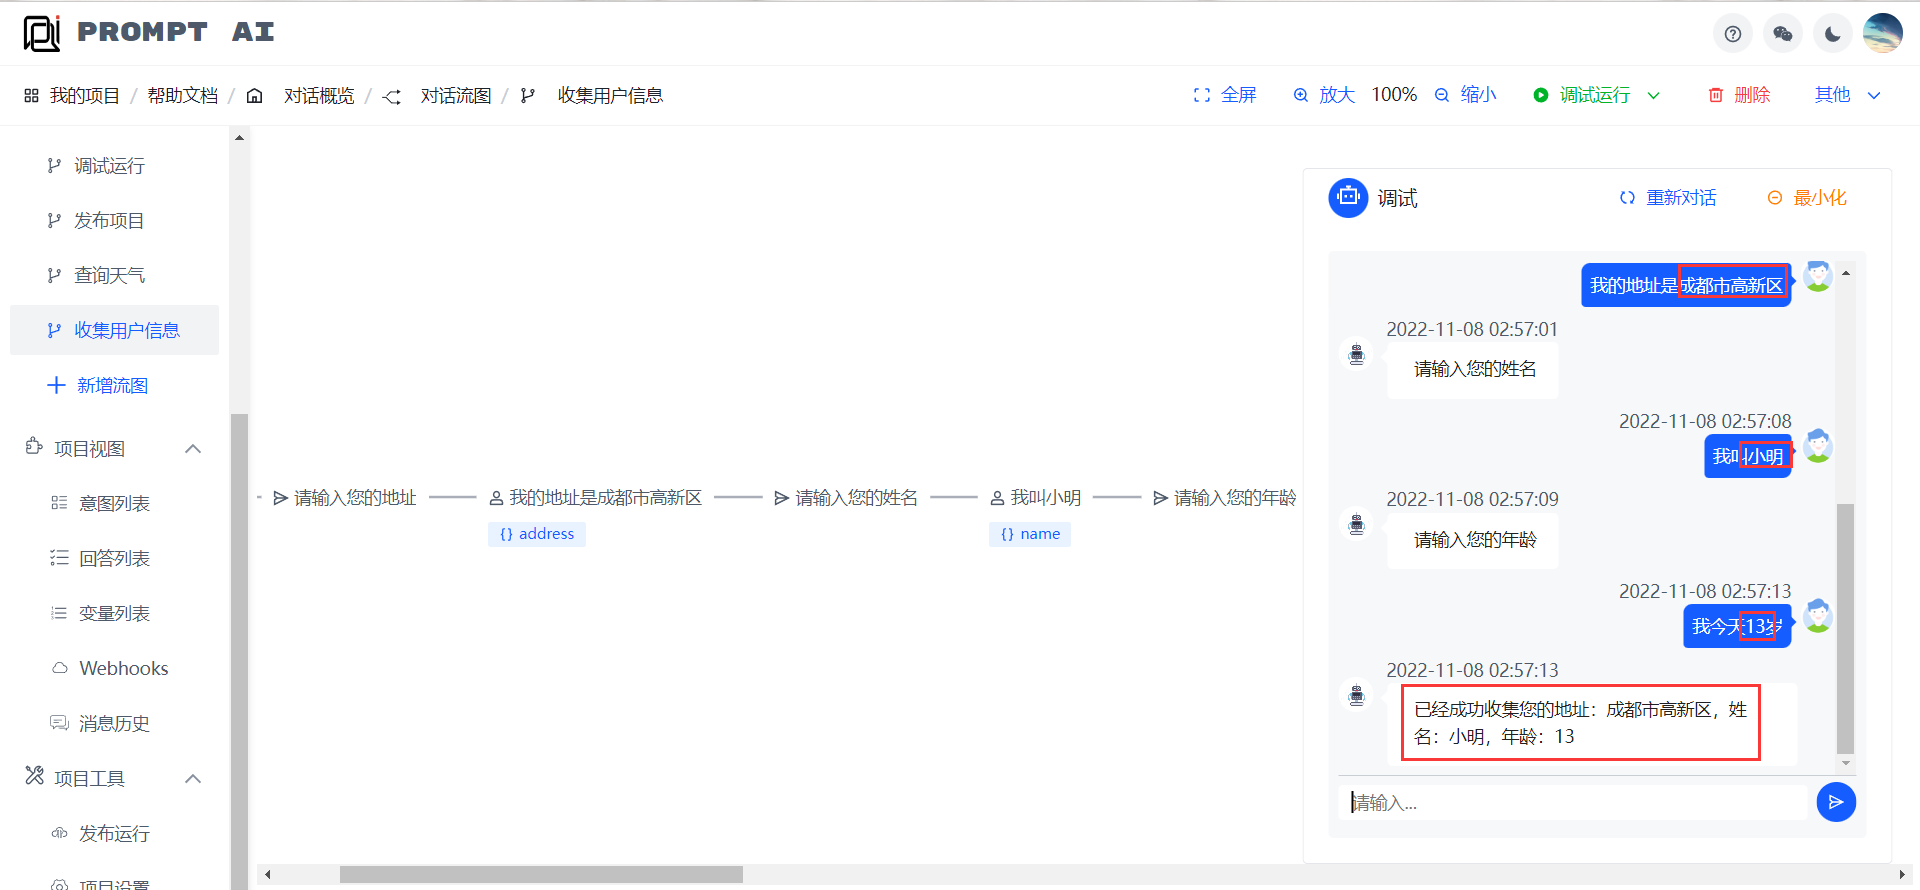 PROMPT AI
我的项目 / 帮助文档 / 对话概览 / 对话流图 / 收集用户信息
全屏 放大 100% 缩小 调试运行 删除 其他
调试运行
发布项目
查询天气
收集用户信息
新增流图
项目视图
意图列表
回答列表
变量列表
Webhooks
消息历史
项目工具
发布运行
项目设置
请输入您的地址
我的地址是成都市高新区
{} address
请输入您的姓名
我叫小明
{} name
请输入您的年龄
调试
重新对话
最小化
我的地址是成都市高新区
2022-11-08 02:57:01
请输入您的姓名
2022-11-08 02:57:08
我叫小明
2022-11-08 02:57:09
请输入您的年龄
2022-11-08 02:57:13
我今天13岁
2022-11-08 02:57:13
已经成功收集您的地址：成都市高新区，姓
名：小明，年龄：13
请输入...